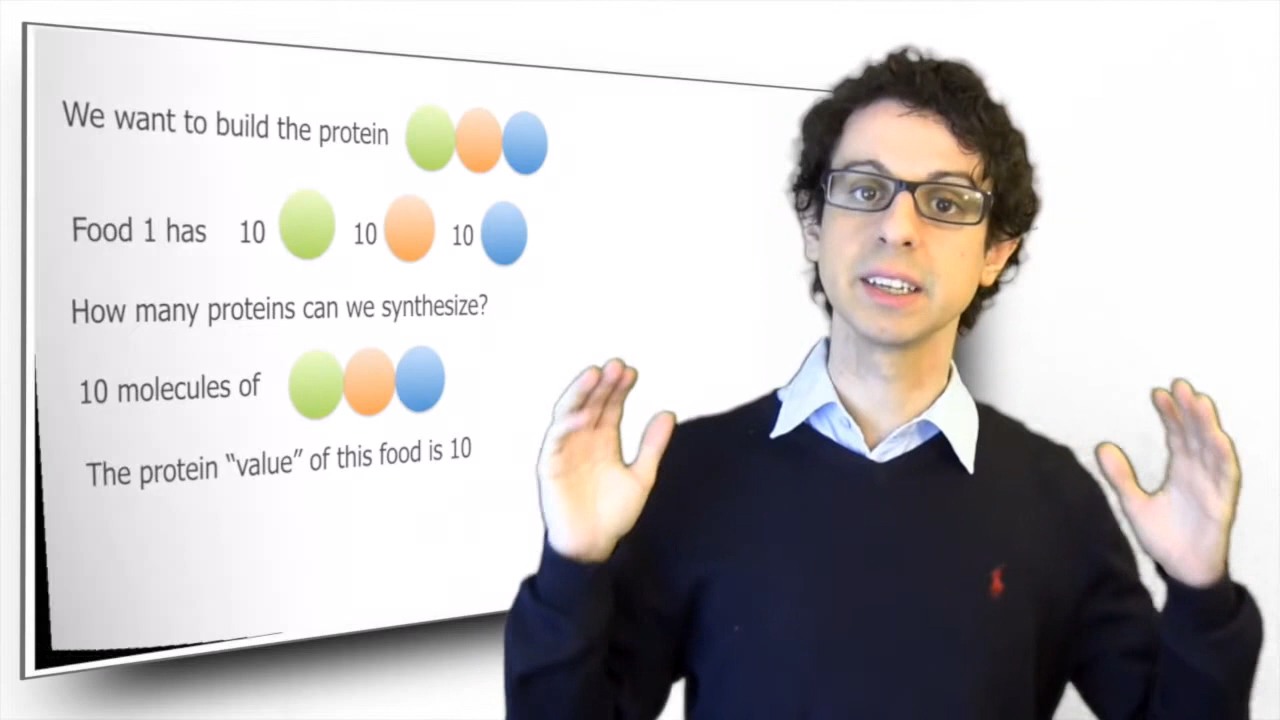 We want to build the protein
Food 1 has 10 10 10
How many proteins can we synthesize?
10 molecules of
The protein “value” of this food is 10